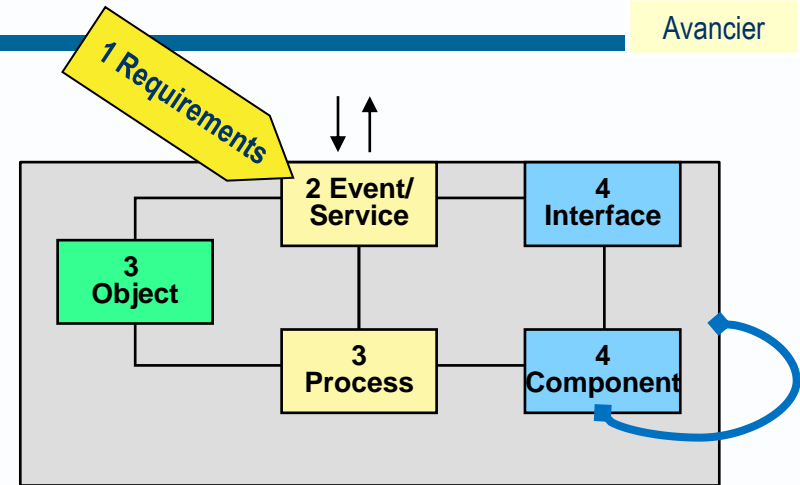 Avancier
1 Requirements
2 Event/
Service
4
Interface
3
Object
3
Process
4
Component